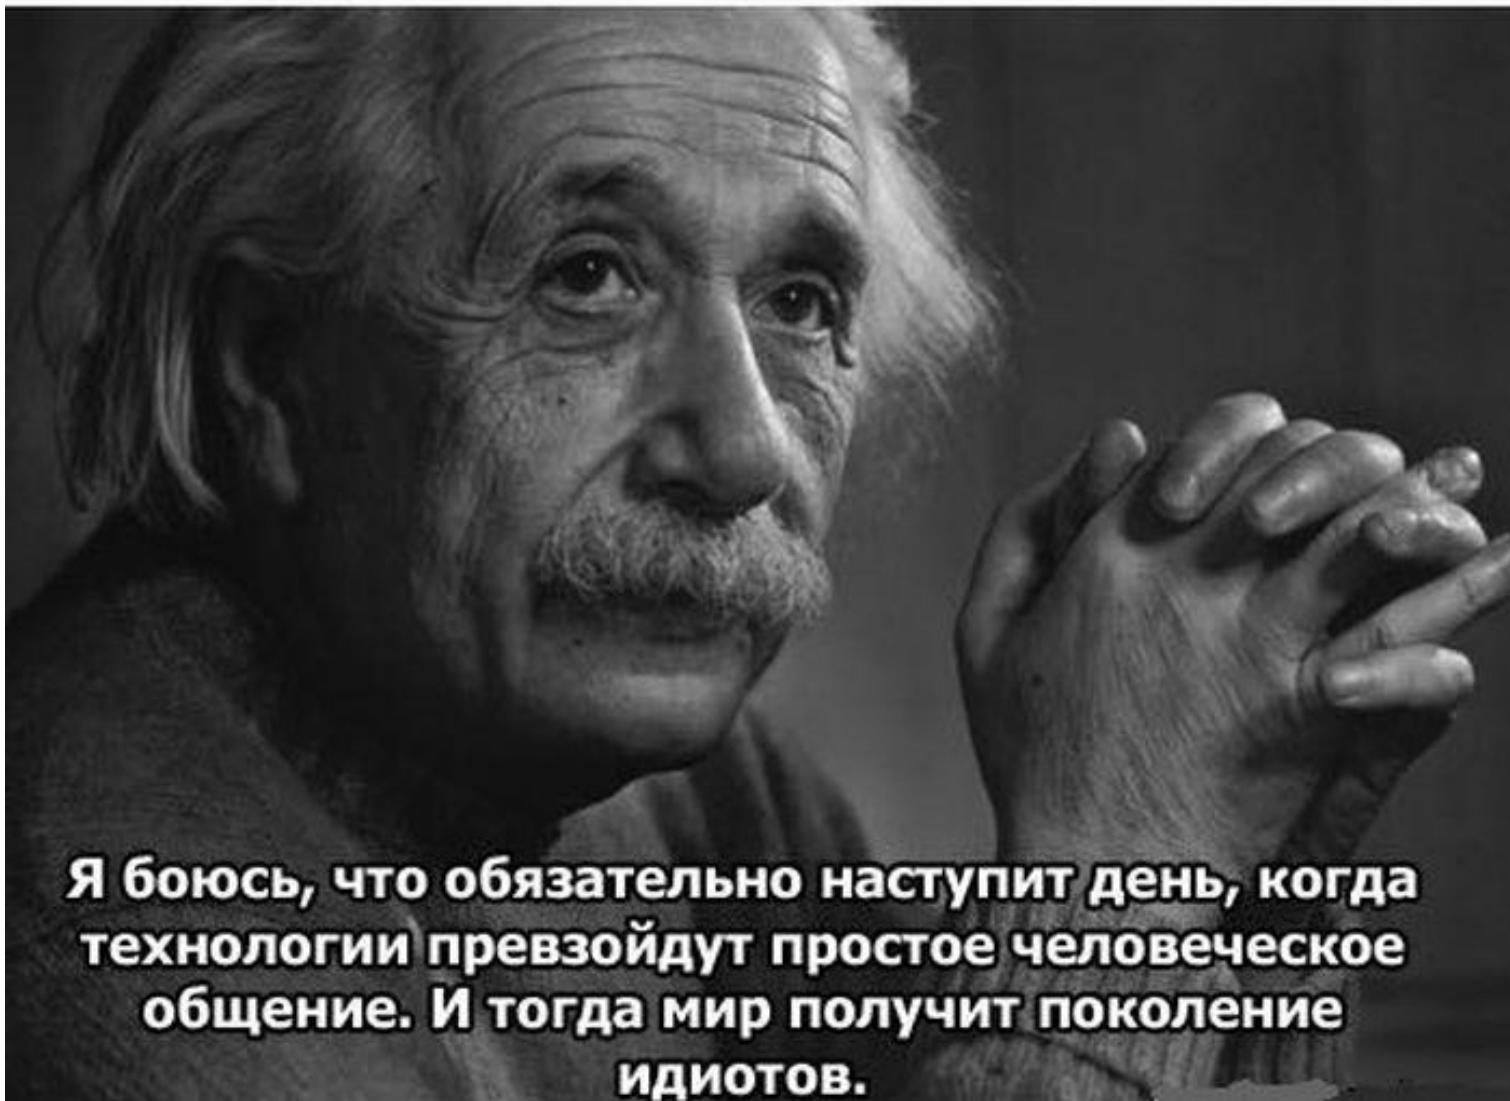 Я боюсь, что обязательно наступит день, когда
технологии превзойдут простое человеческое
общение. И тогда мир получит поколение
идиотов.